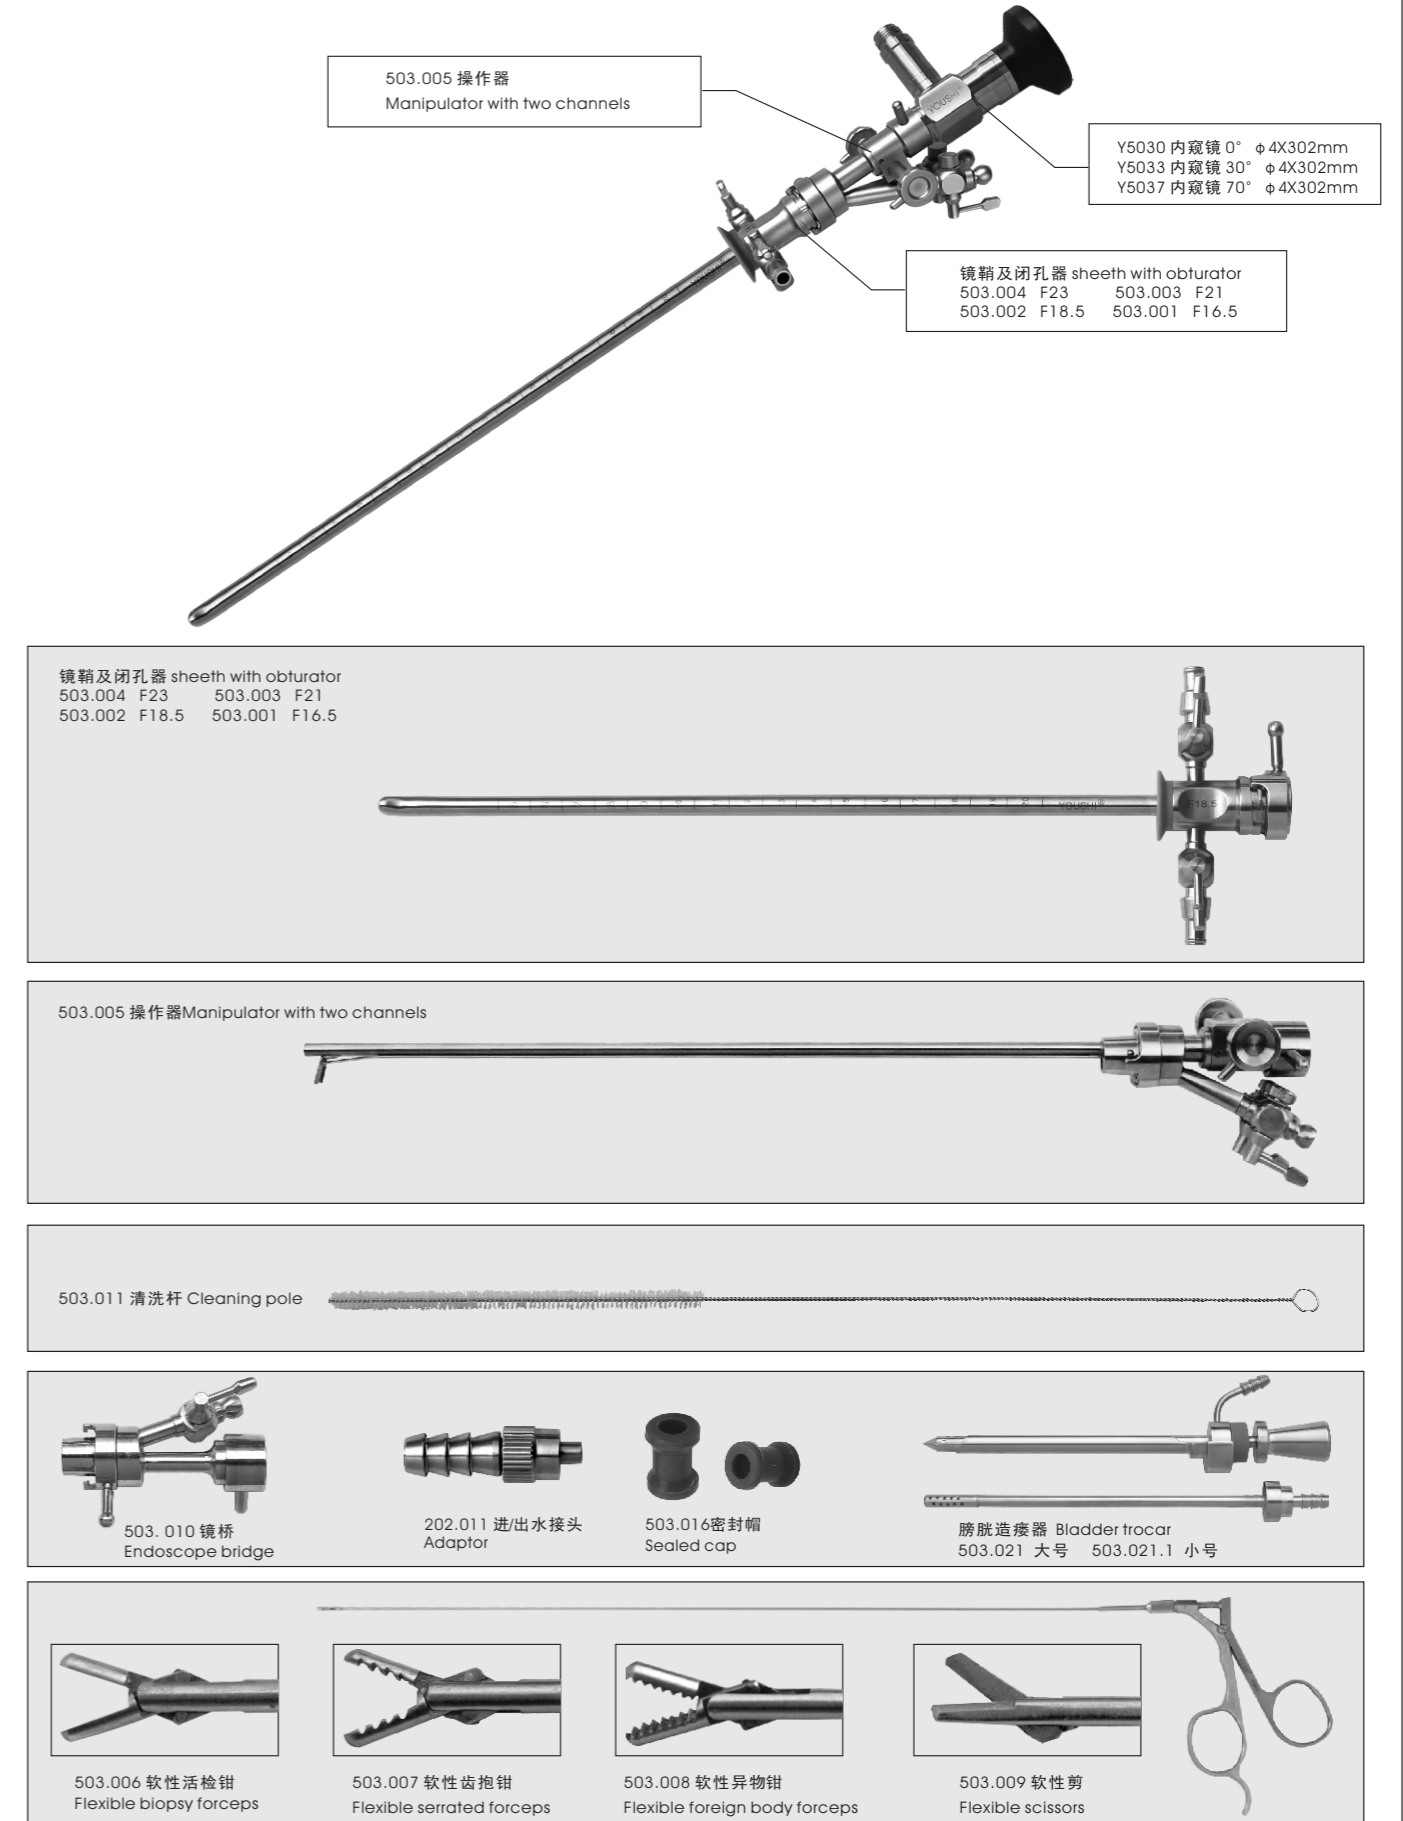 503.005 操作器
Manipulator with two channels
YOUSHI®
Y5030 内窥镜 0° φ4X302mm
Y5033 内窥镜 30° φ4X302mm
Y5037 内窥镜 70° φ4X302mm
镜鞘及闭孔器 sheeth with obturator
503.004 F23 503.003 F21
503.002 F18.5 503.001 F16.5
YOUSHI
镜鞘及闭孔器 sheeth with obturator
503.004 F23 503.003 F21
503.002 F18.5 503.001 F16.5
YOUSHI®
F18.5
503.005 操作器Manipulator with two channels
503.011 清洗杆 Cleaning pole
503. 010 镜桥
Endoscope bridge
202.011 进/出水接头
Adaptor
503.016密封帽
Sealed cap
膀胱造瘘器 Bladder trocar
503.021 大号 503.021.1 小号
503.006 软性活检钳
Flexible biopsy forceps
503.007 软性齿抱钳
Flexible serrated forceps
503.008 软性异物钳
Flexible foreign body forceps
503.009 软性剪
Flexible scissors